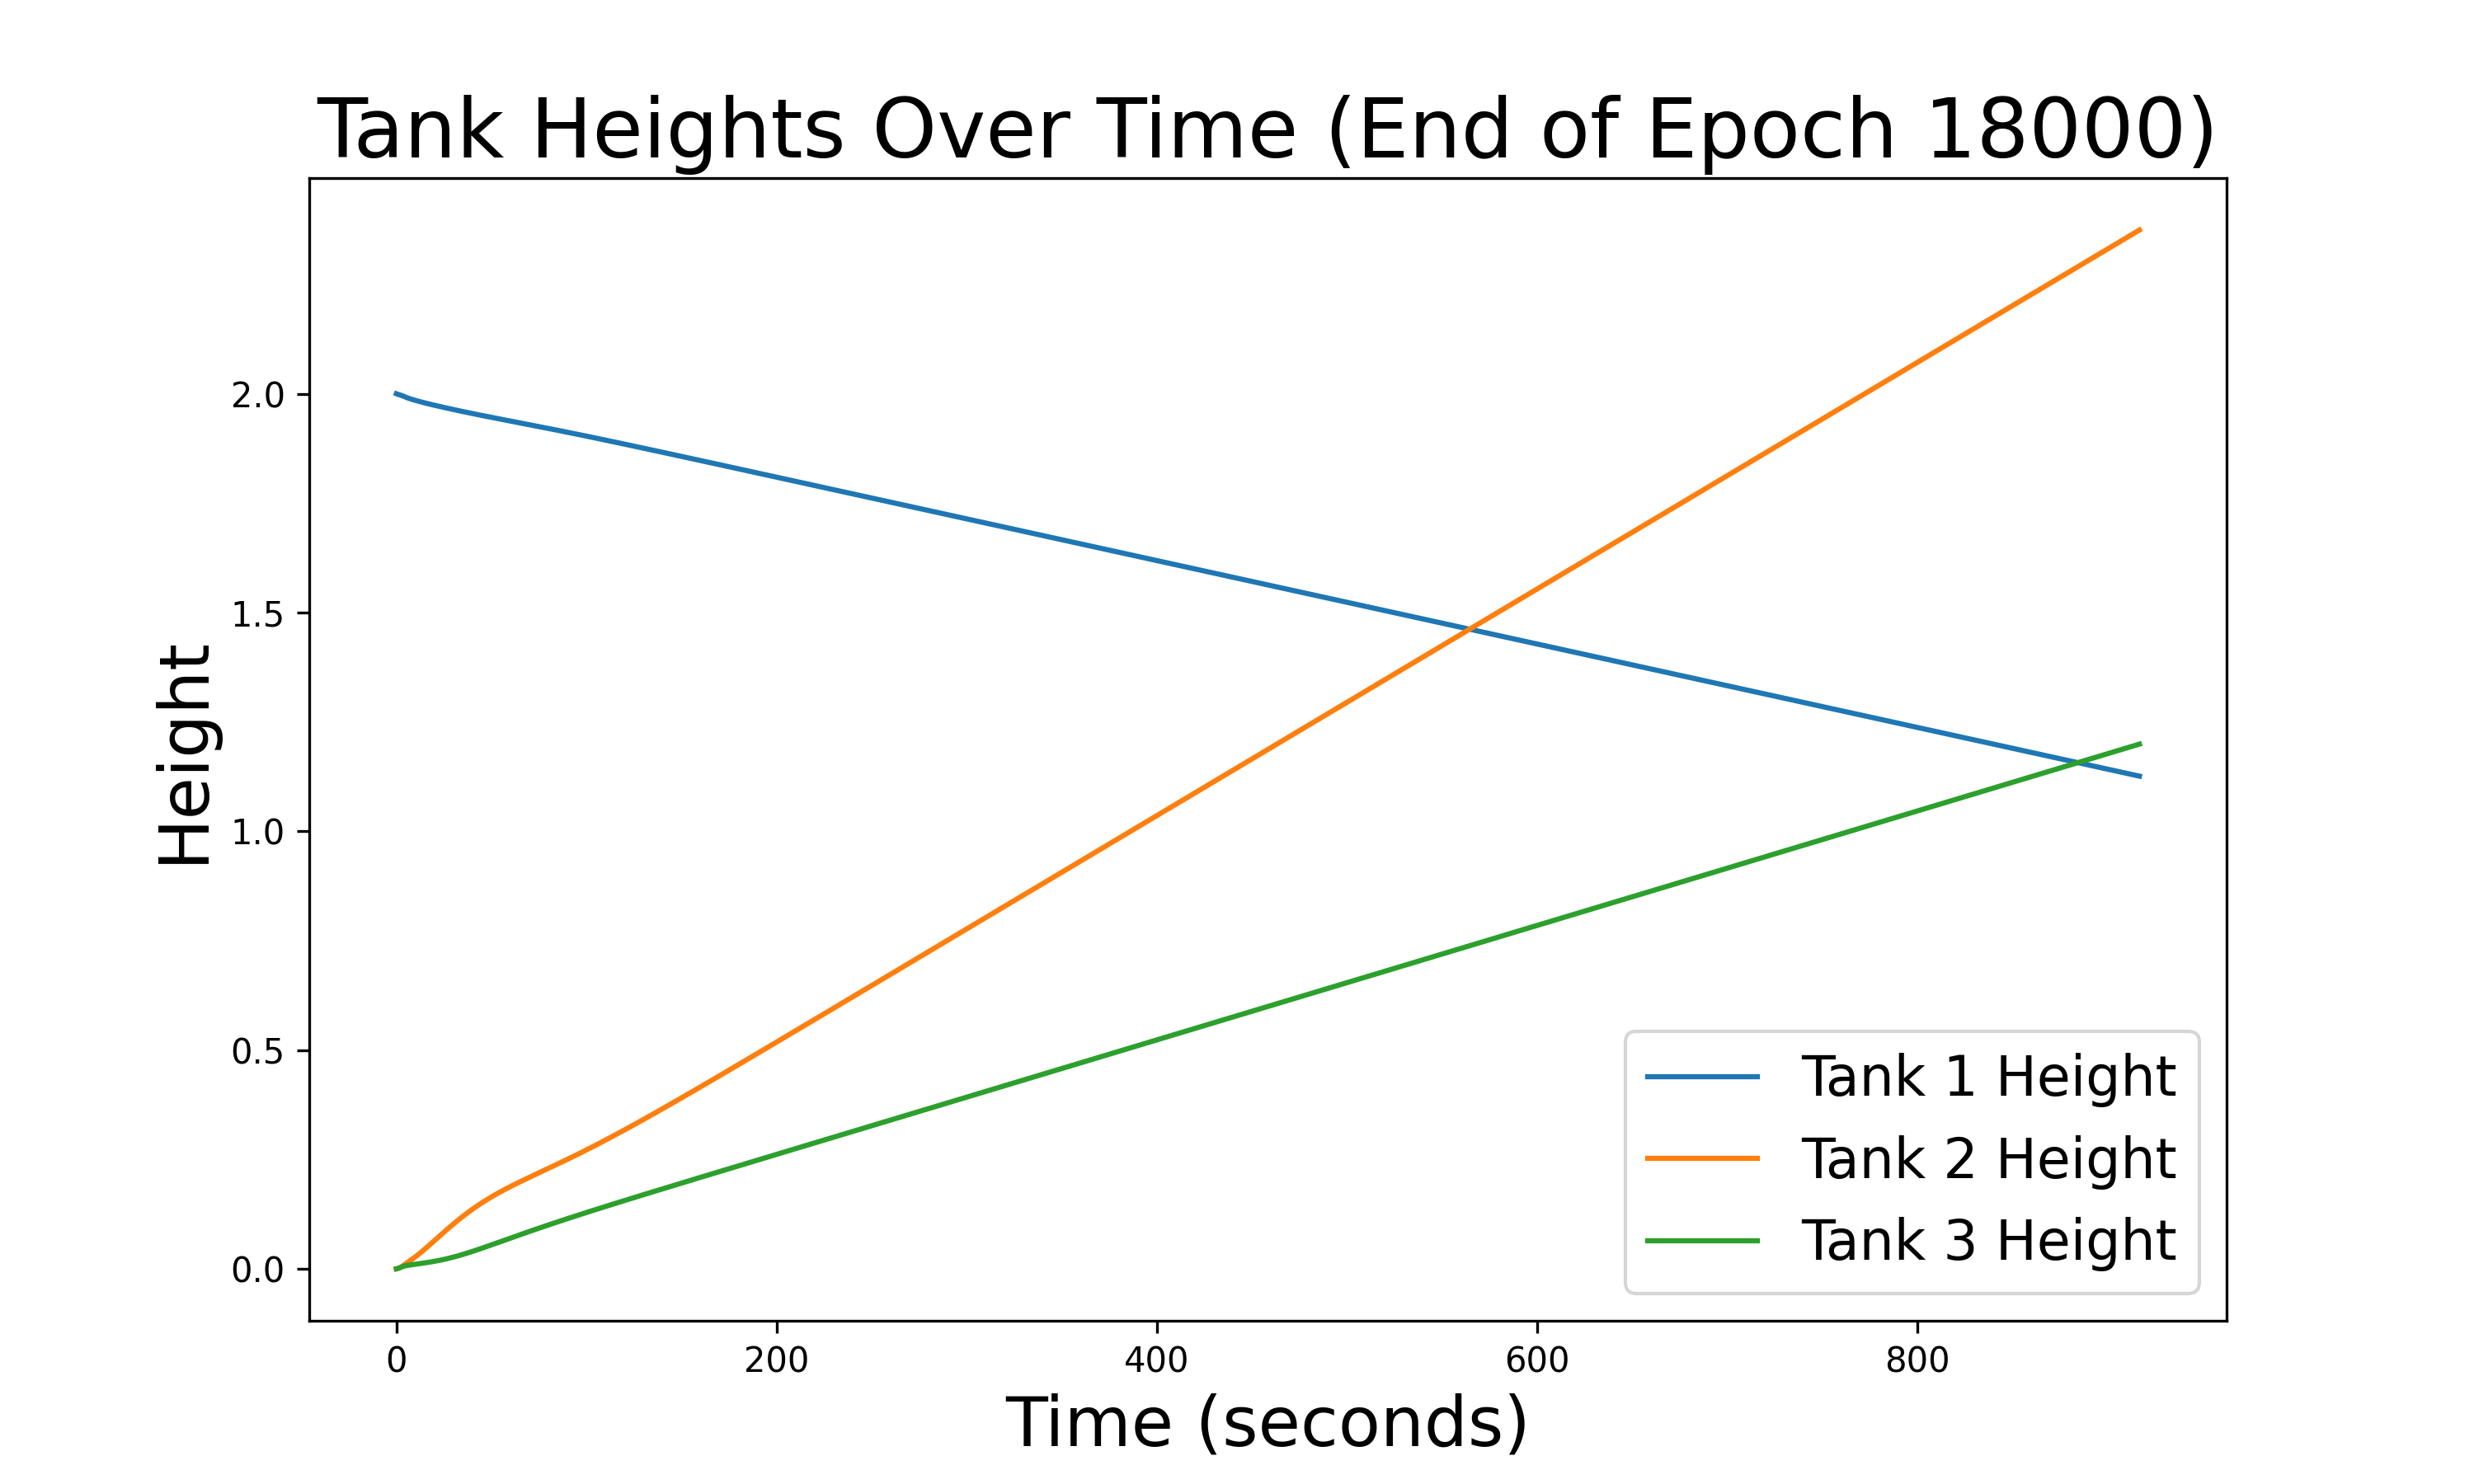 Tank Heights Over Time (End of Epoch 18000)
Height
2.0
1.5
1.0
0.5
0.0
Tank 1 Height
Tank 2 Height
Tank 3 Height
0 200 400 600 800
Time (seconds)